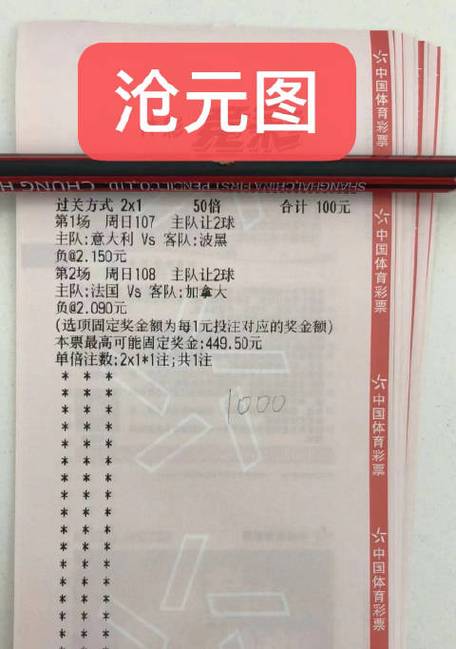 沧元图
SHANGHAI CHINA FIRST PENCIL CO.,LTD. CHUNG H
过关方式 2x1 50倍 合计 100元
第1场 周日107 主队让2球
主队:意大利 Vs 客队:波黑
负@2.150元
第2场 周日108 主队让2球
主队:法国 Vs 客队:加拿大
负@2.090元
(选项固定奖金额为每1元投注对应的奖金额)
本票最高可能固定奖金:449.50元
单倍注数:2x1*1注;共1注
1000
中国体育彩票
中国体育彩票
中国体育彩票
中国体育彩票